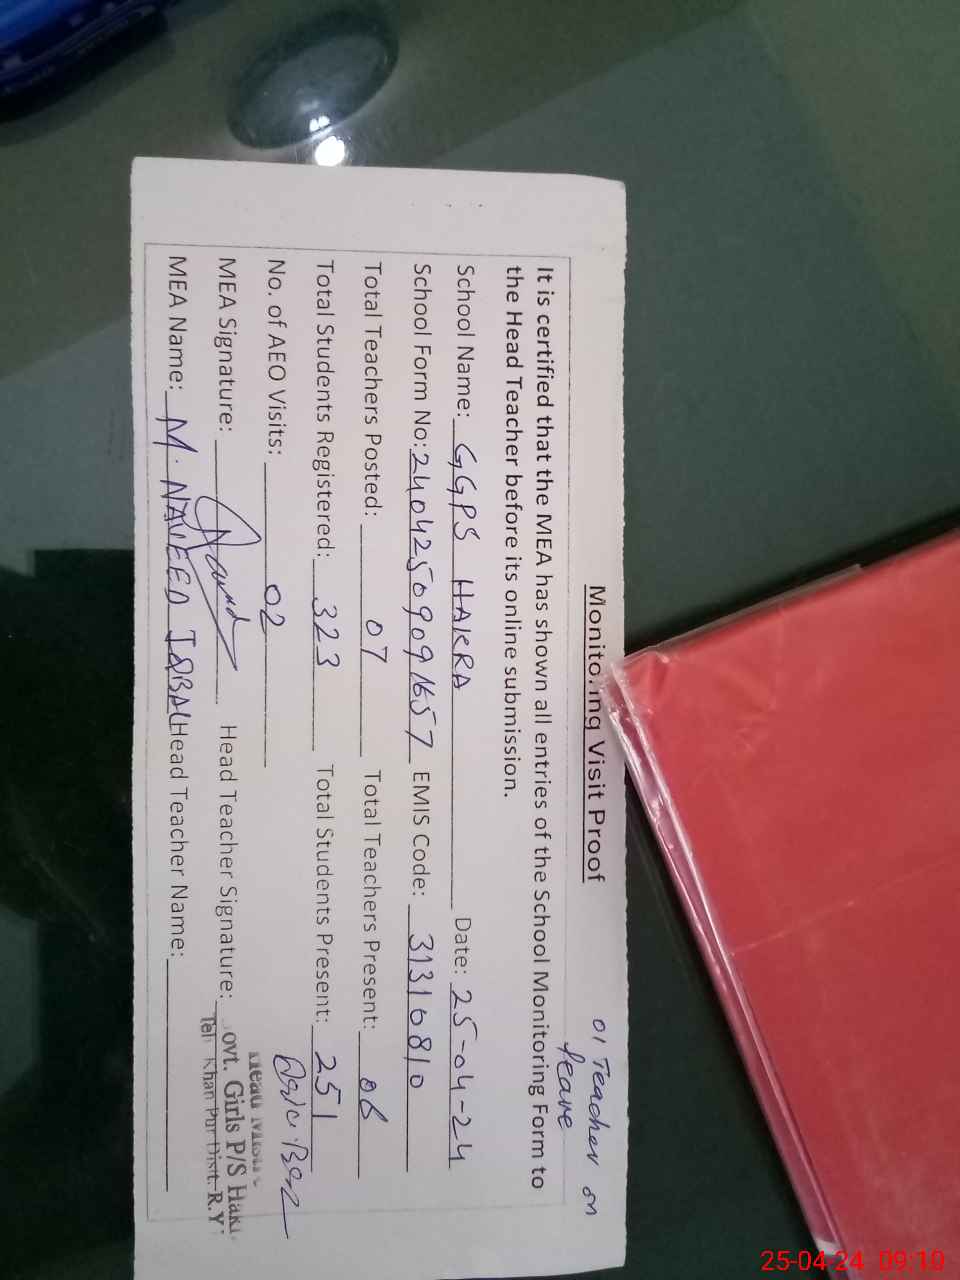 Monitoring Visit Proof
01 Teacher on
leave
It is certified that the MEA has shown all entries of the School Monitoring Form to
the Head Teacher before its online submission.
School Name: GGPS HAKRA Date: 25-04-24
School Form No: 24042509091657 EMIS Code: 31316810
Total Teachers Posted: 07 Total Teachers Present: 06
Total Students Registered: 323 Total Students Present: 251
No. of AEO Visits: 02
MEA Signature: Head Teacher Signature:
MEA Name: M. NAVEED IQBAL Head Teacher Name:
ovt. Girls P/S Hak
Khan Pur Distt. R.Y
25-04-24 09:10